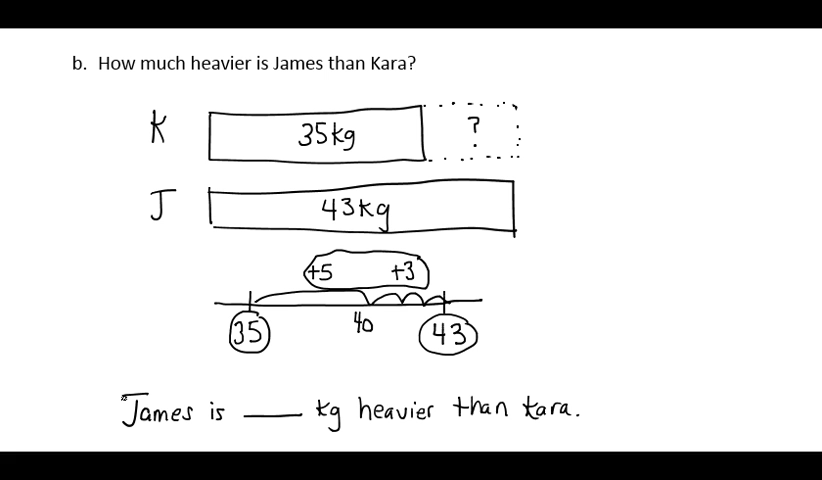 b. How much heavier is James than Kara?
K 35kg ?
J 43kg
+5 +3
35 40 43
James is ___ kg heavier than kara.